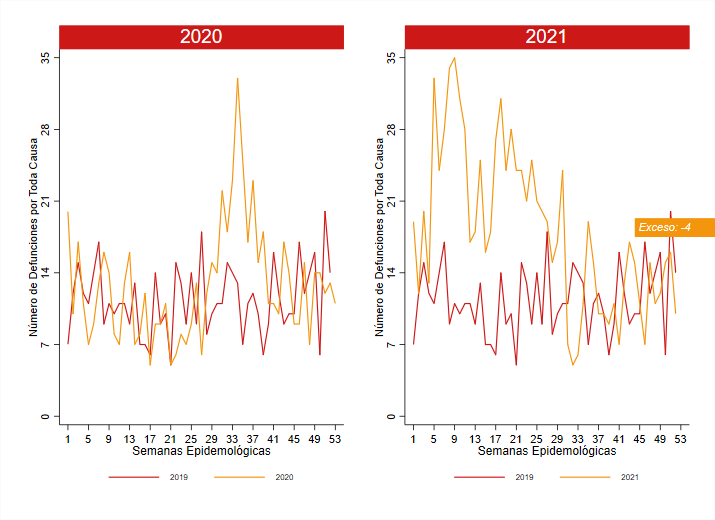 2020
2021
Número de Defunciones por Toda Causa
35
28
21
14
7
0
1 5 9 13 17 21 25 29 33 37 41 45 49 53
Semanas Epidemiológicas
2019 2020
Número de Defunciones por Toda Causa
35
28
21
14
7
0
Exceso: -4
1 5 9 13 17 21 25 29 33 37 41 45 49 53
Semanas Epidemiológicas
2019 2021